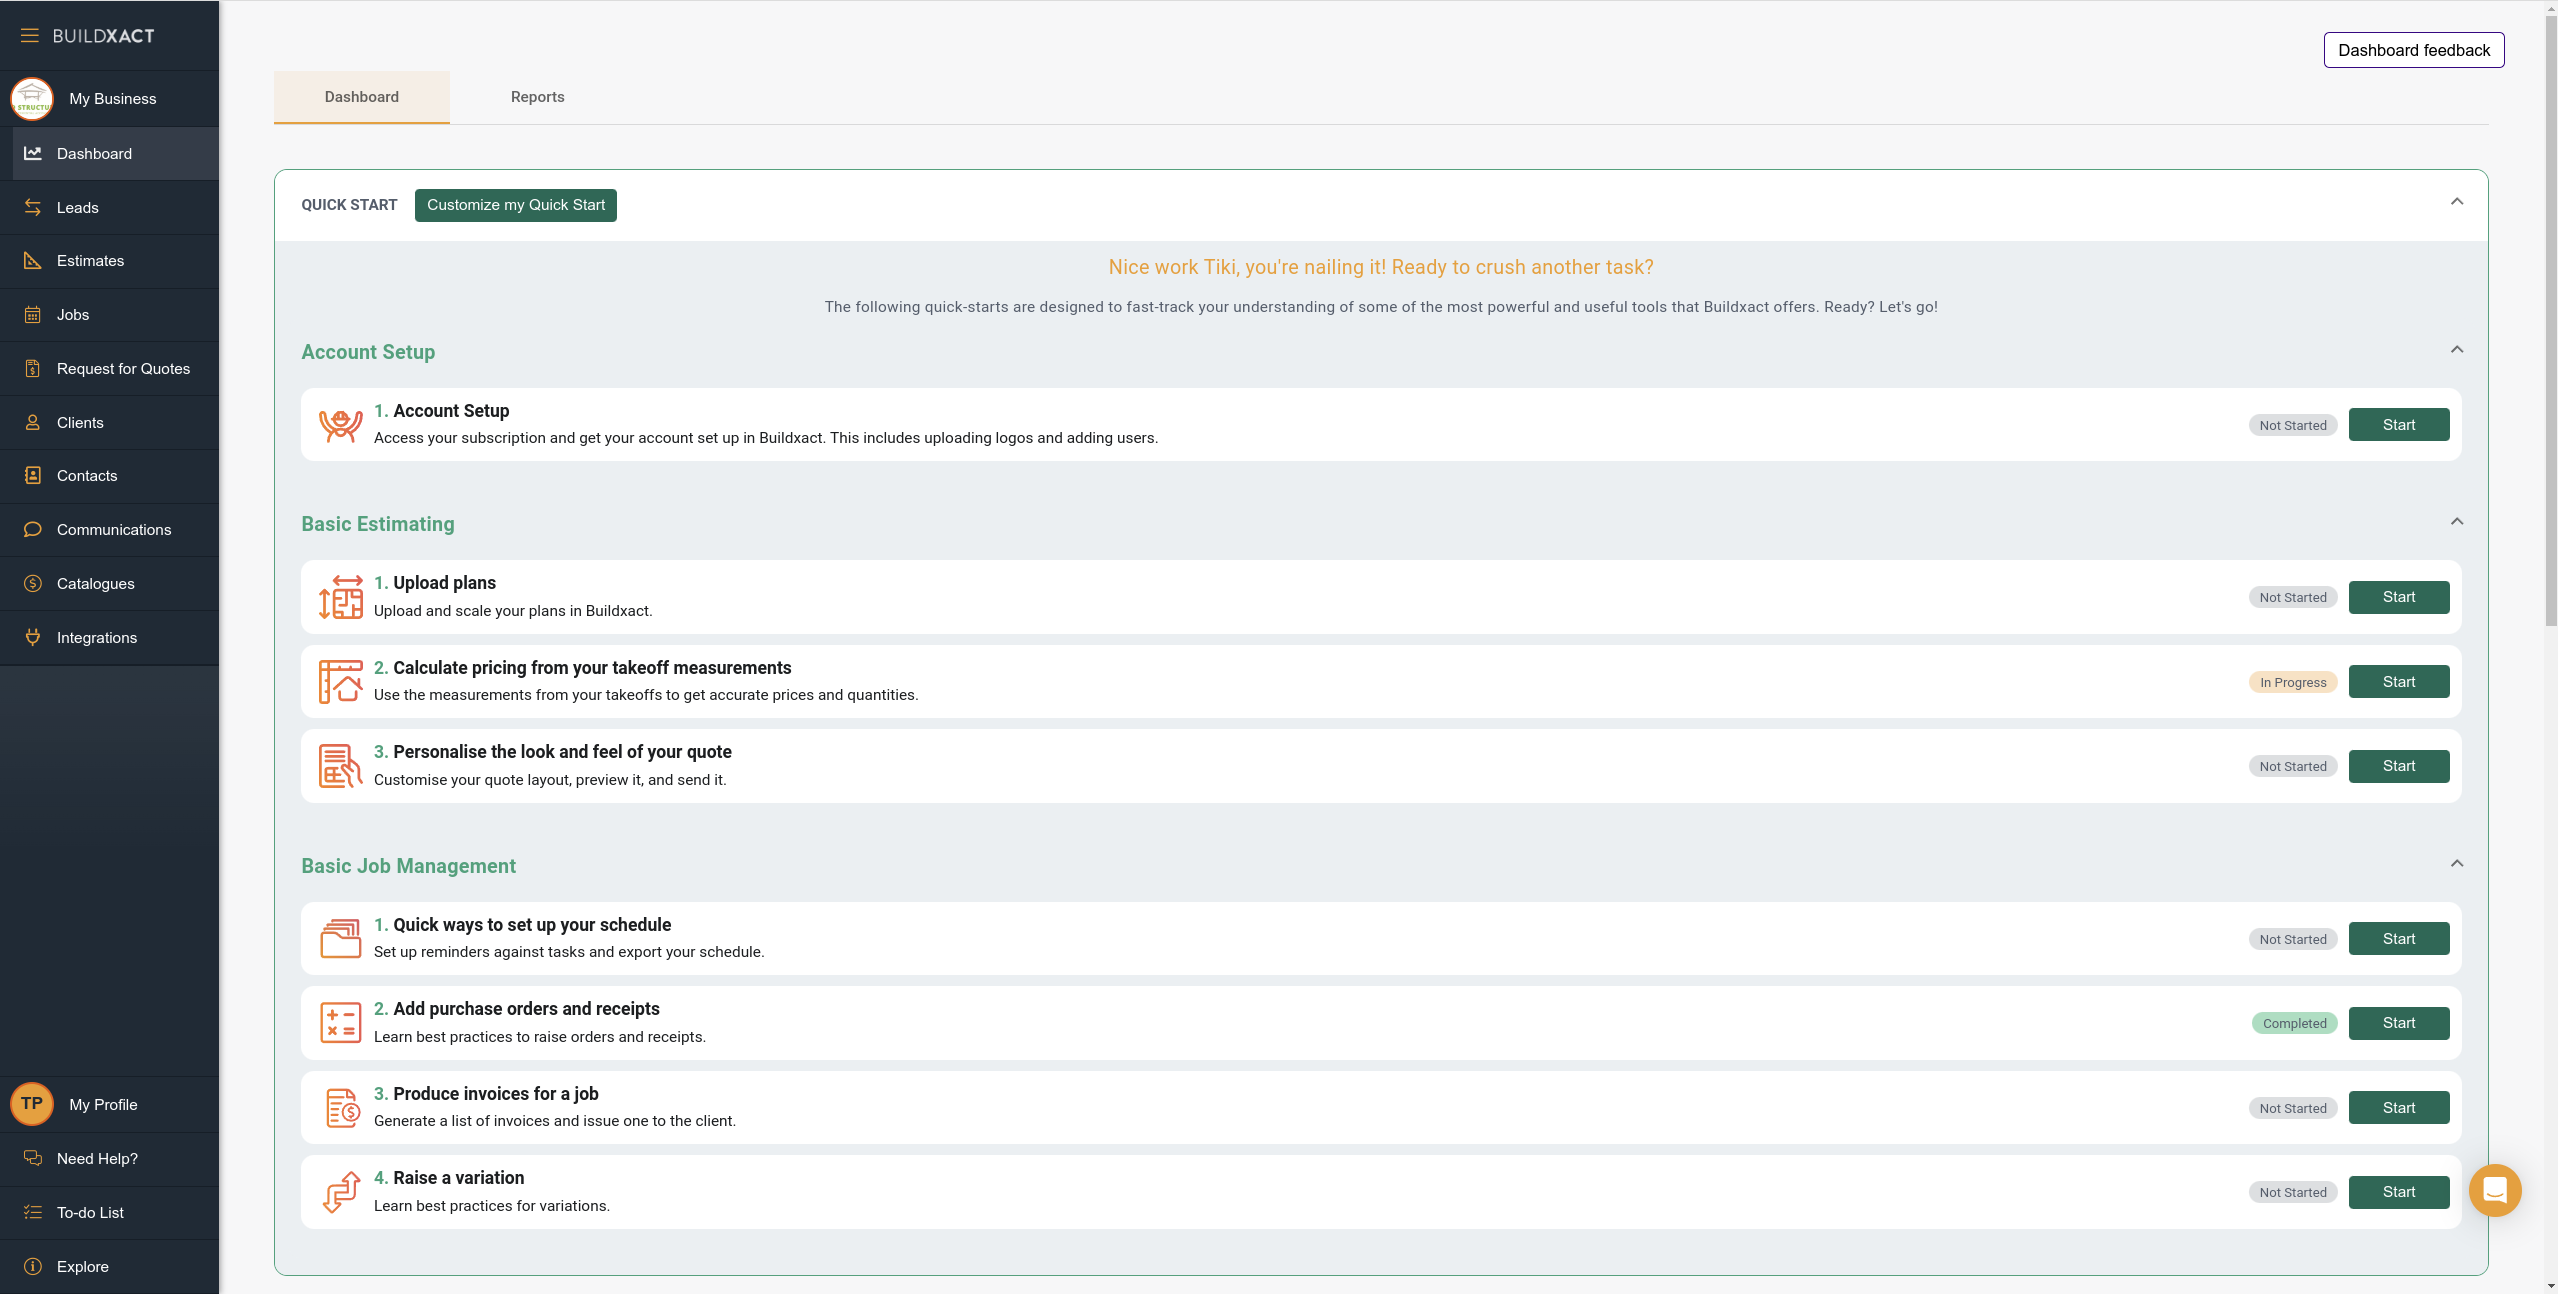 BUILDXACT
STRUCTU
My Business
Dashboard
Leads
Estimates
Jobs
Request for Quotes
Clients
Contacts
Communications
Catalogues
Integrations
TP
My Profile
Need Help?
To-do List
Explore
Dashboard feedback
Dashboard Reports
QUICK START Customize my Quick Start
Nice work Tiki, you're nailing it! Ready to crush another task?
The following quick-starts are designed to fast-track your understanding of some of the most powerful and useful tools that Buildxact offers. Ready? Let's go!
Account Setup
1. Account Setup
Access your subscription and get your account set up in Buildxact. This includes uploading logos and adding users.
Not Started Start
Basic Estimating
1. Upload plans
Upload and scale your plans in Buildxact.
Not Started Start
2. Calculate pricing from your takeoff measurements
Use the measurements from your takeoffs to get accurate prices and quantities.
In Progress Start
3. Personalise the look and feel of your quote
Customise your quote layout, preview it, and send it.
Not Started Start
Basic Job Management
1. Quick ways to set up your schedule
Set up reminders against tasks and export your schedule.
Not Started Start
2. Add purchase orders and receipts
Learn best practices to raise orders and receipts.
Completed Start
3. Produce invoices for a job
Generate a list of invoices and issue one to the client.
Not Started Start
4. Raise a variation
Learn best practices for variations.
Not Started Start